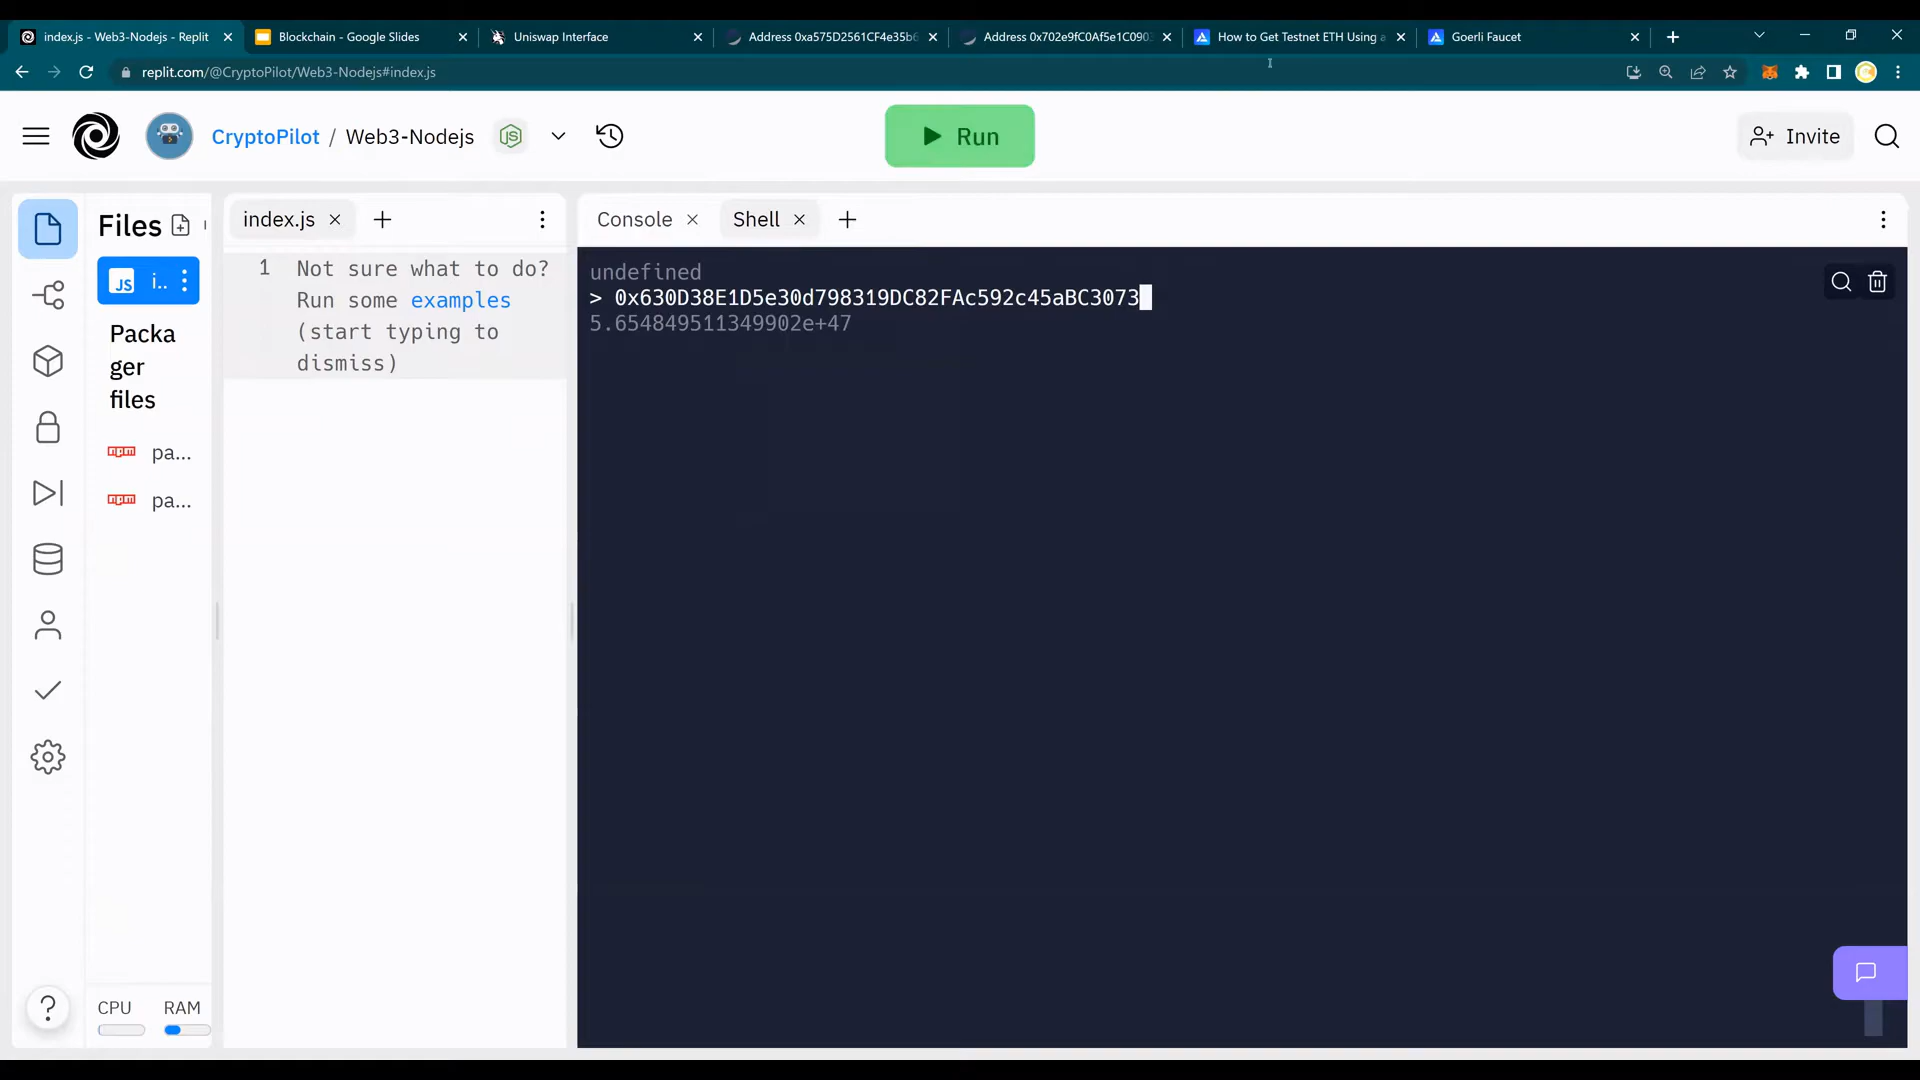 index.js - Web3-Nodejs - Replit
Blockchain - Google Slides
Uniswap Interface
Address 0xa575D2561CF4e35b6
Address 0x702e9fC0Af5e1C0903
How to Get Testnet ETH Using a
Goerli Faucet
replit.com/@CryptoPilot/Web3-Nodejs#index.js
CryptoPilot / Web3-Nodejs
Run
Invite
Files
JS i..
Packa
ger
files
pa...
pa...
CPU RAM
index.js
1 Not sure what to do?
Run some examples
(start typing to
dismiss)
Console
Shell
undefined
> 0x630D38E1D5e30d798319DC82FAc592c45aBC3073
5.654849511349902e+47